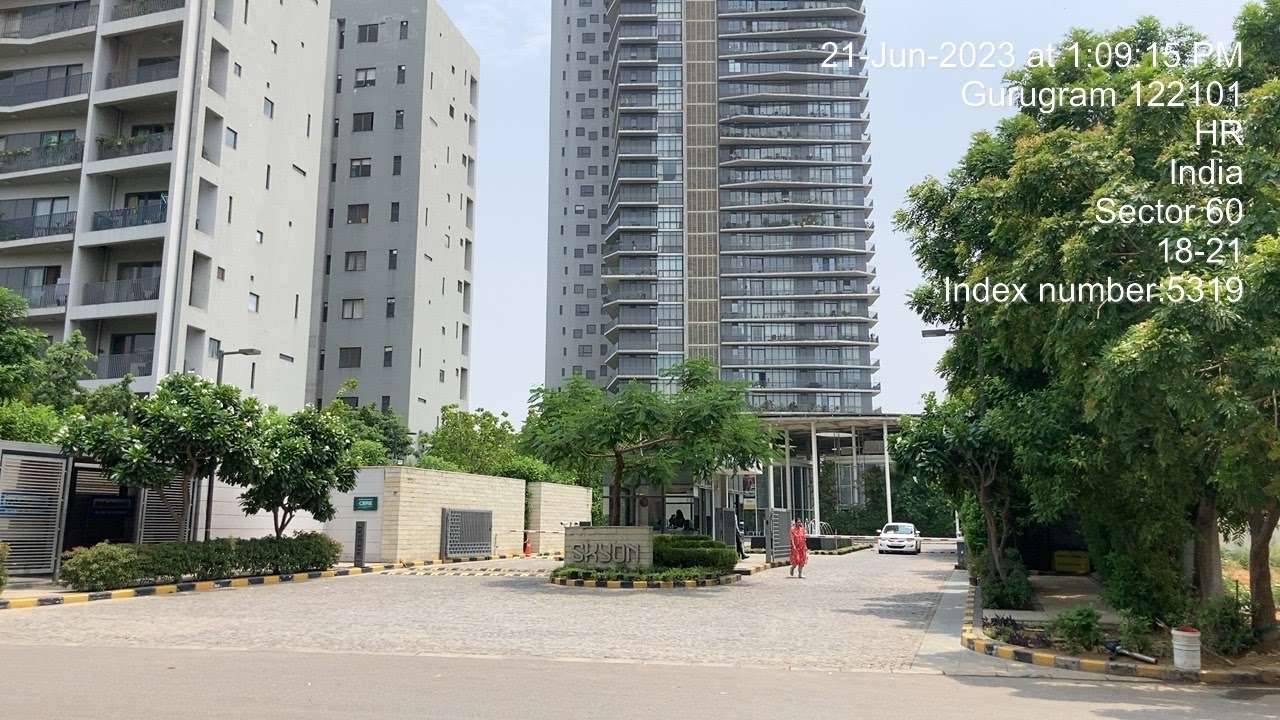 21-Jun-2023 at 1:09:15 PM
Gurugram 122101
HR
India
Sector 60
18-21
Index number:5319
CBRE
SKYON